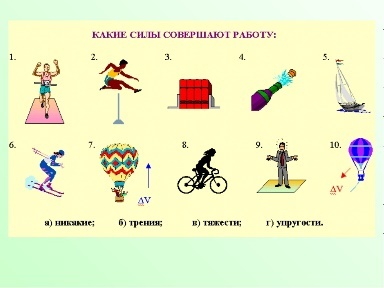 КАКИЕ СИЛЫ СОВЕРШАЮТ РАБОТУ:
1. 2. 3. 4. 5.
6. 7. 8. 9. 10.
ΔV ΔV
а) никакие; б) трения; в) тяжести; г) упругости.